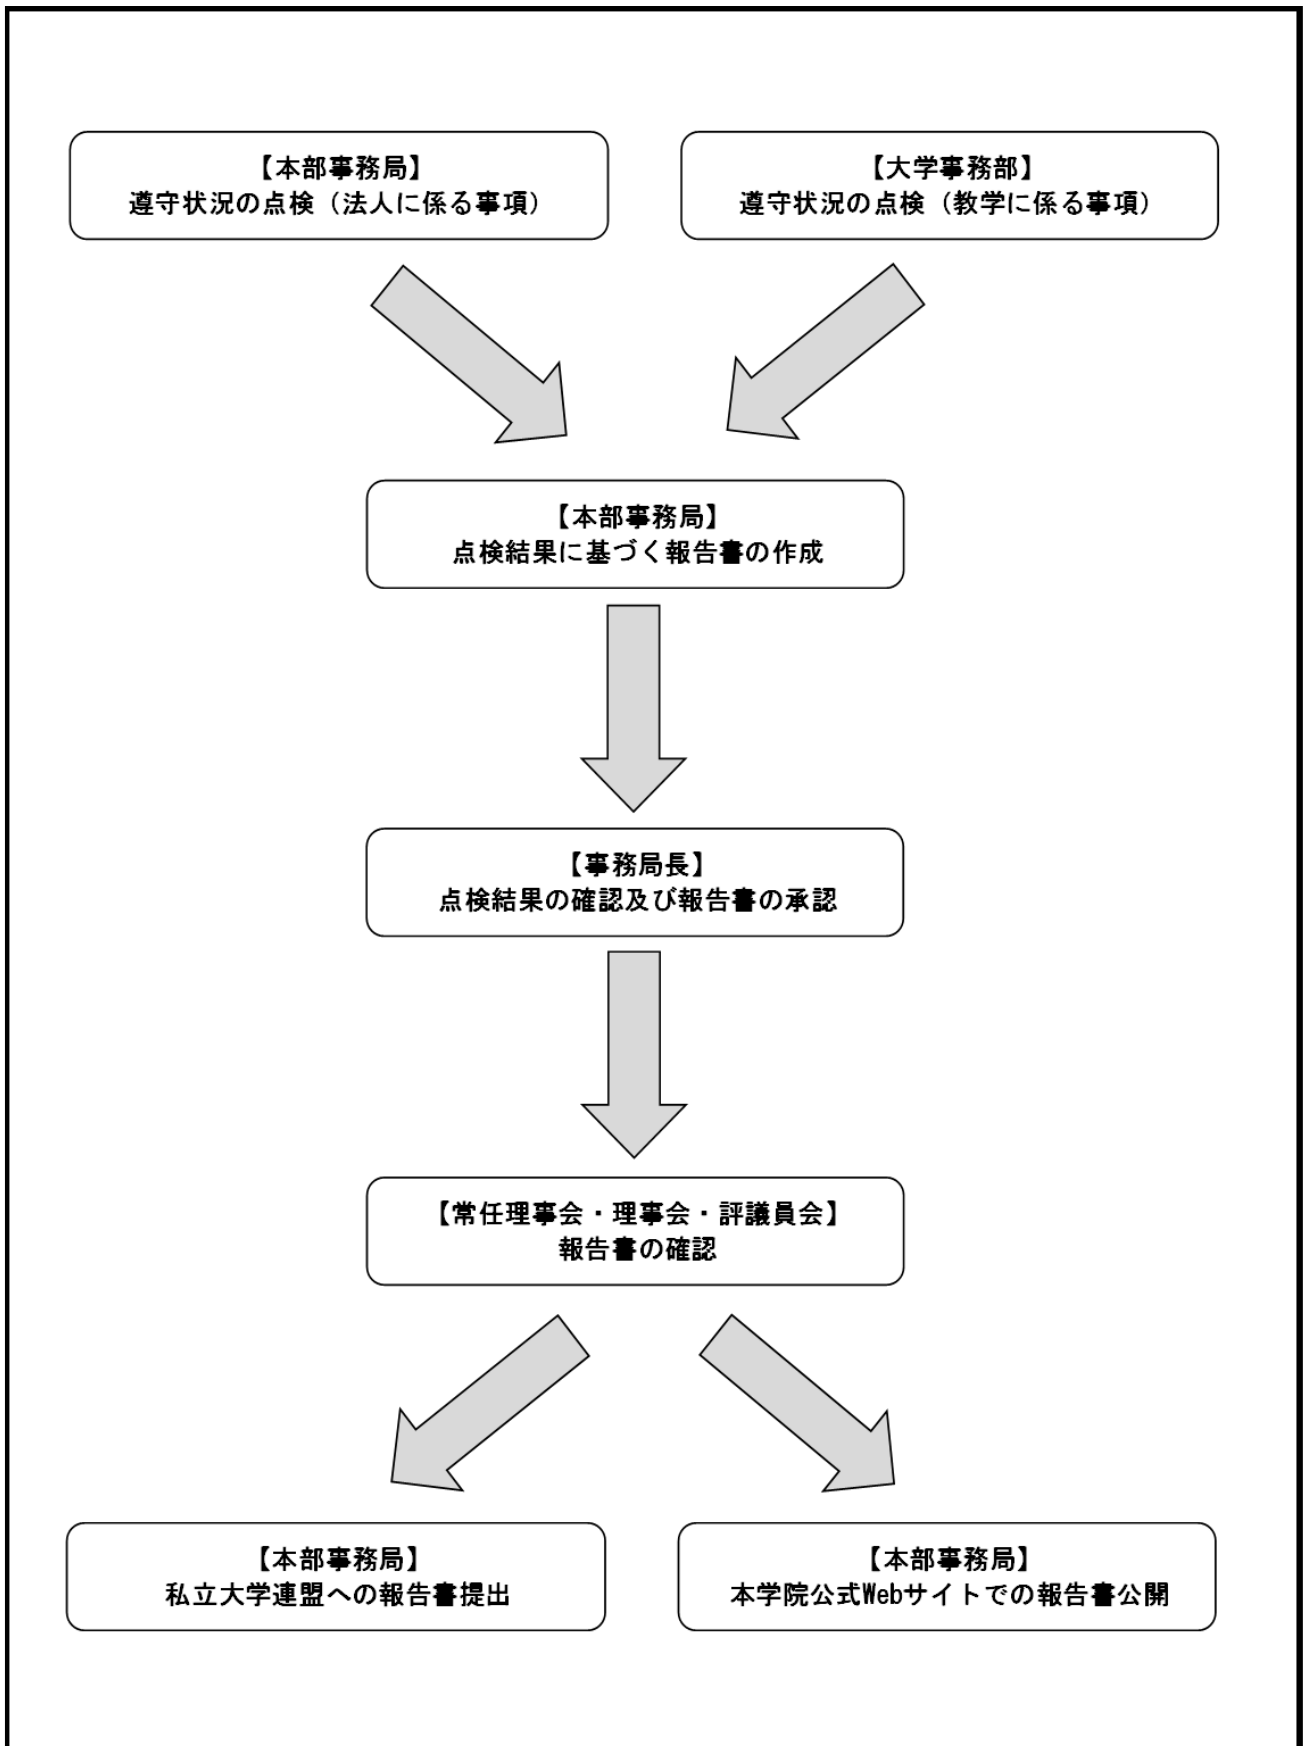 【本部事務局】
遵守状況の点検（法人に係る事項）
【大学事務部】
遵守状況の点検（教学に係る事項）
【本部事務局】
点検結果に基づく報告書の作成
【事務局長】
点検結果の確認及び報告書の承認
【常任理事会・理事会・評議員会】
報告書の確認
【本部事務局】
私立大学連盟への報告書提出
【本部事務局】
本学院公式Webサイトでの報告書公開